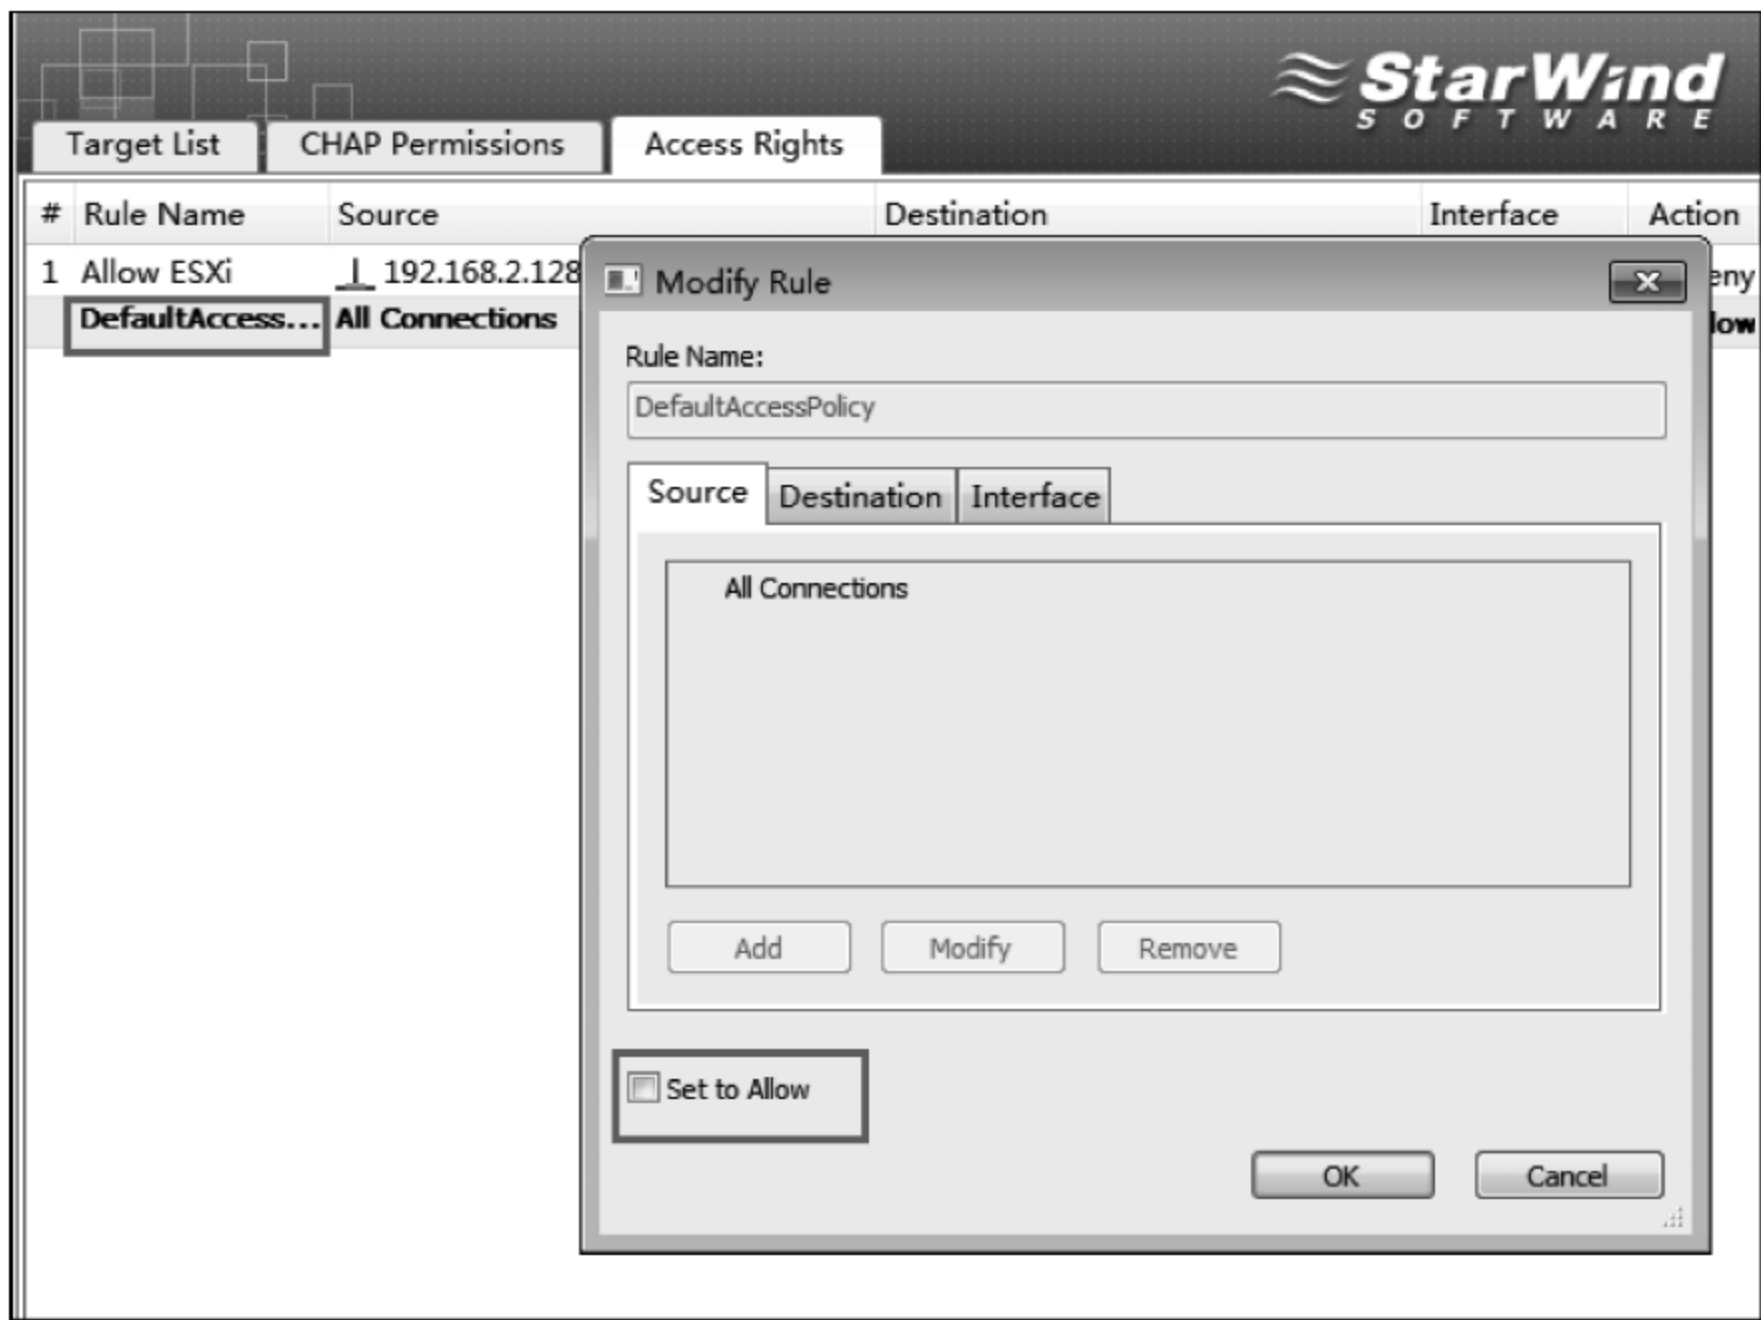 StarWind
SOFTWARE
Target List CHAP Permissions Access Rights
# Rule Name Source Destination Interface Action
1 Allow ESXi 192.168.2.128 eny
DefaultAccess... All Connections low
Modify Rule
Rule Name:
DefaultAccessPolicy
Source Destination Interface
All Connections
Add Modify Remove
Set to Allow
OK Cancel